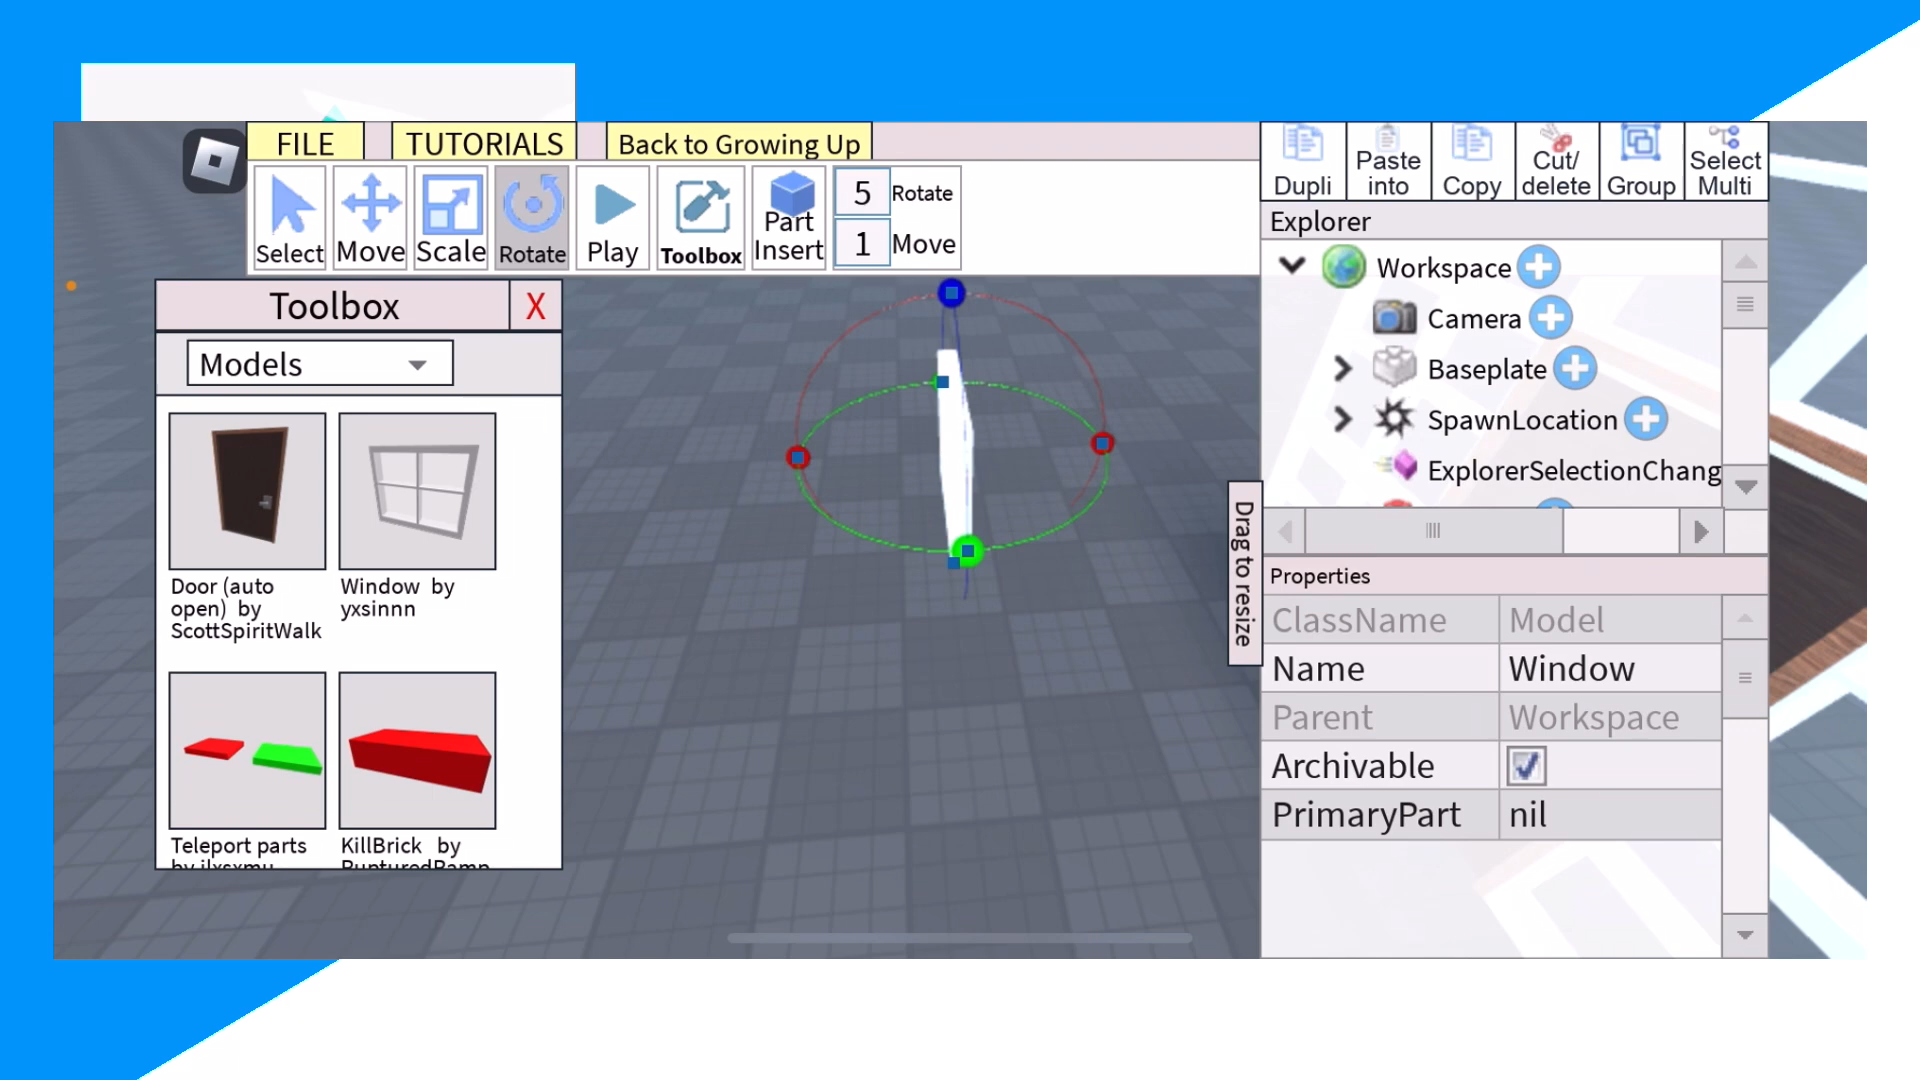 FILE
TUTORIALS
Back to Growing Up
Select
Move
Scale
Rotate
Play
Toolbox
Part
Insert
5 Rotate
1 Move
Dupli
Paste
into
Copy
Cut/
delete
Group
Select
Multi
Toolbox X
Models
Door (auto
open) by
ScottSpiritWalk
Window by
yxsinnn
Teleport parts
KillBrick by
Explorer
Workspace
Camera
Baseplate
SpawnLocation
ExplorerSelectionChang
Drag to resize
Properties
ClassName Model
Name Window
Parent Workspace
Archivable
PrimaryPart nil